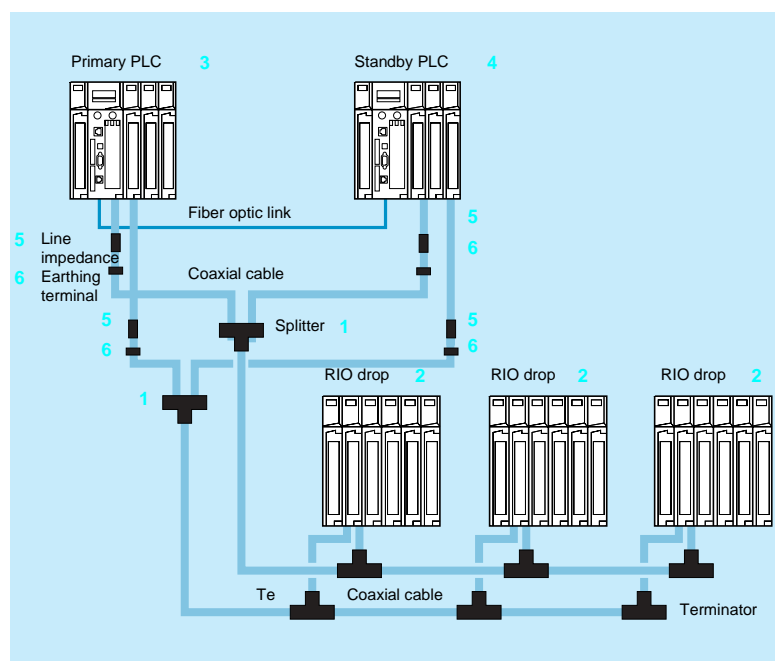 Primary PLC 3
Standby PLC 4
Fiber optic link
5
5 Line
impedance
6
6 Earthing
terminal
Coaxial cable
5
6
Splitter 1
5
6
RIO drop 2
RIO drop 2
RIO drop 2
1
Te
Coaxial cable
Terminator